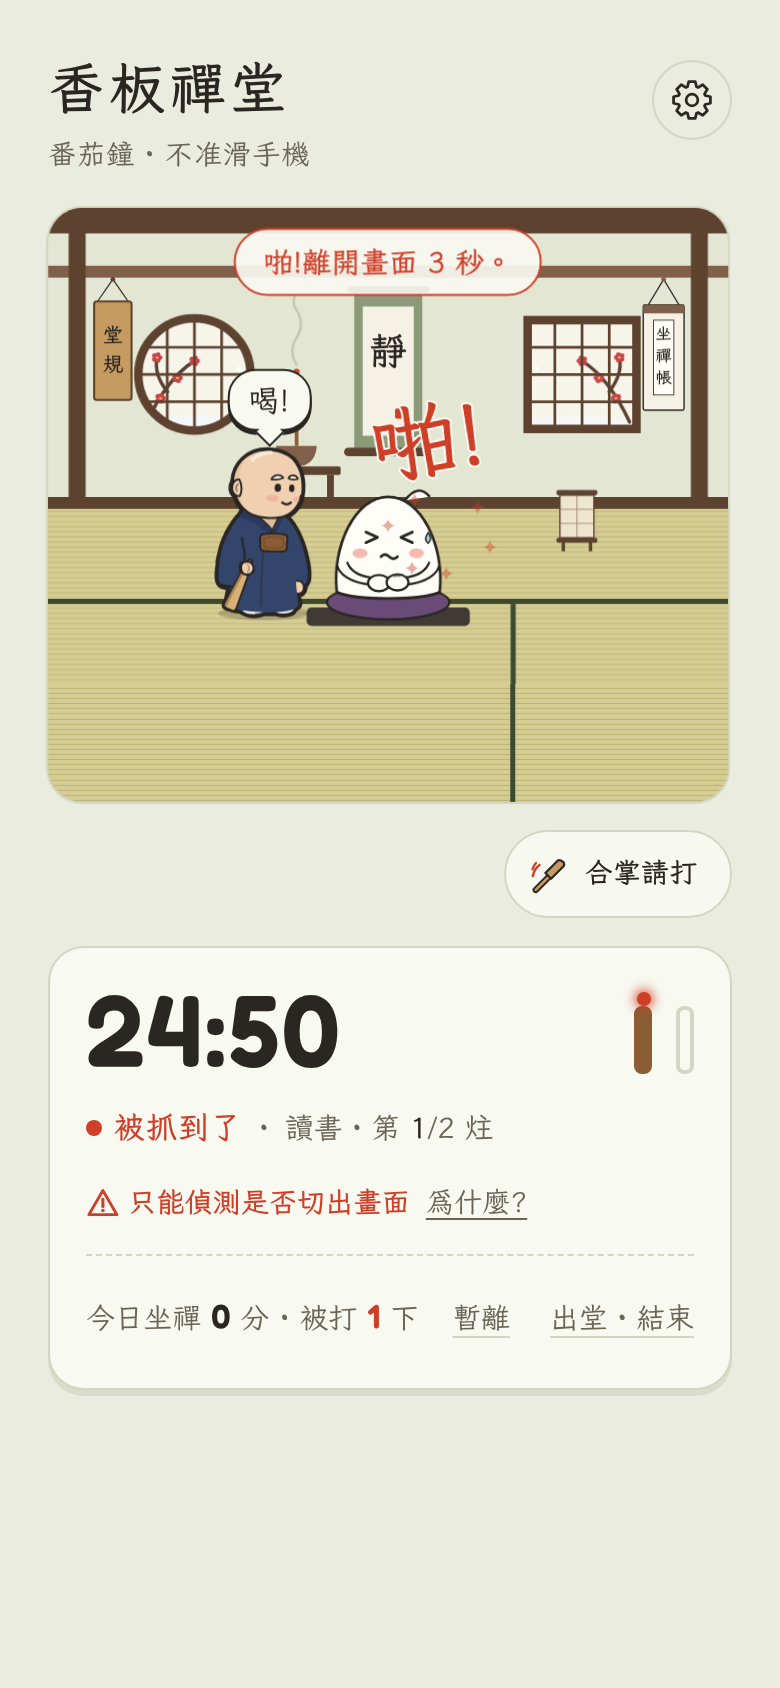 香板禪堂
番茄鐘・不准滑手機
啪!離開畫面 3 秒。
堂規
靜
坐禪帳
喝!
啪!
合掌請打
24:50
被抓到了 ・ 讀書・第 1/2 炷
只能偵測是否切出畫面 為什麼?
今日坐禪 0 分・被打 1 下 暫離 出堂・結束